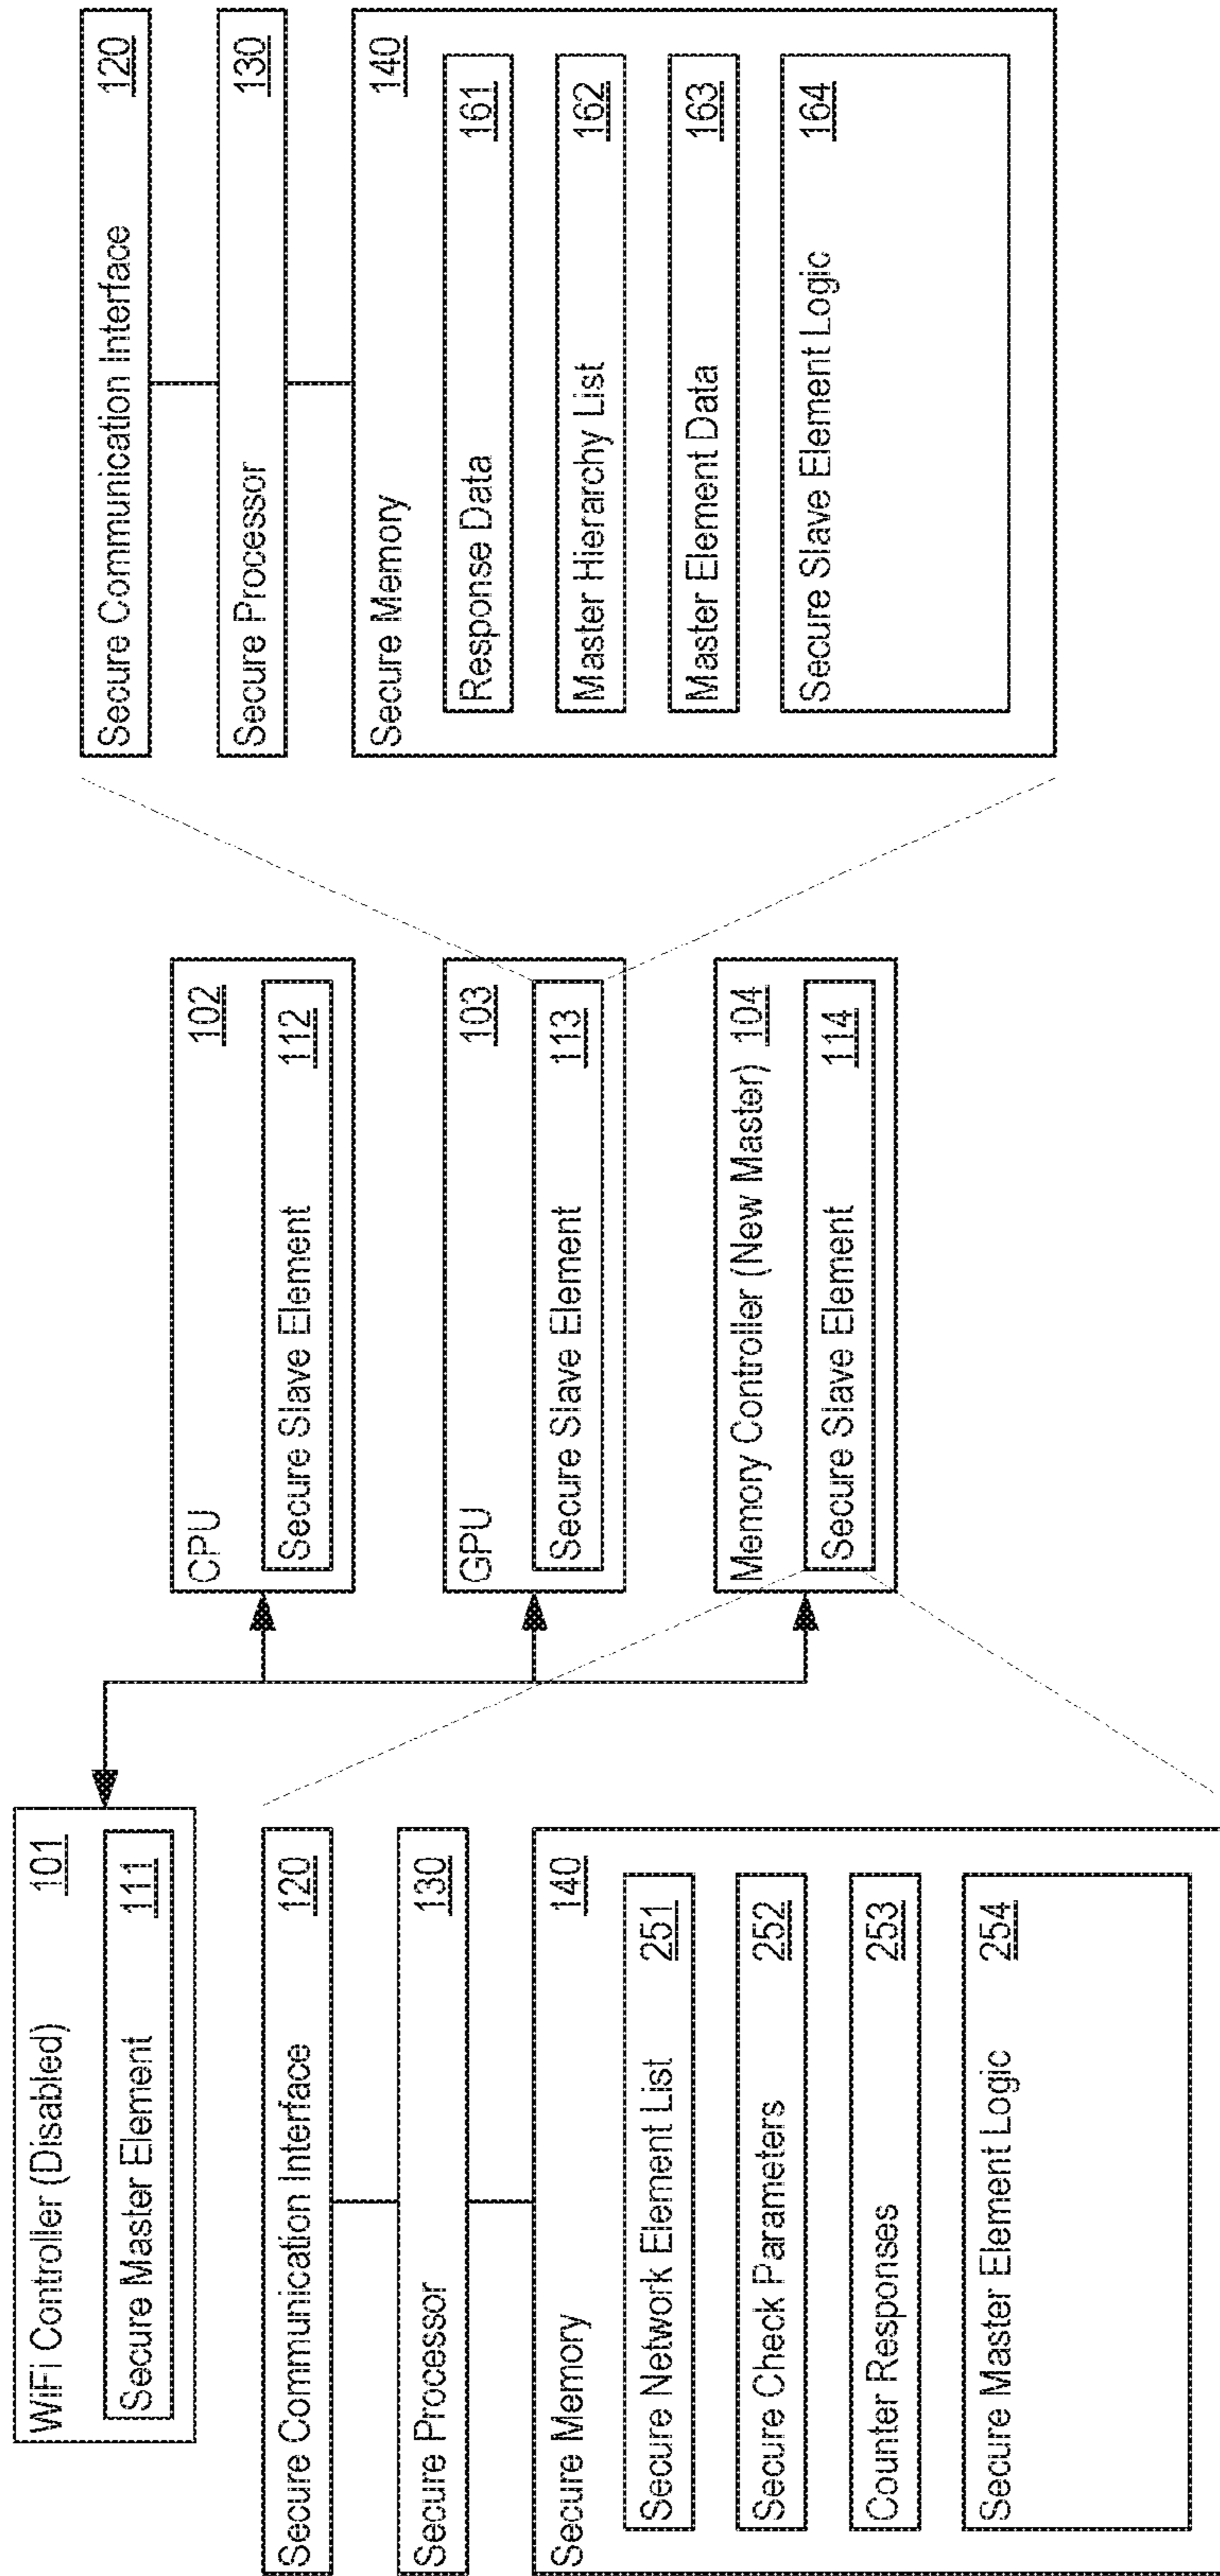 WiFi Controller (Disabled) 101
Secure Master Element 111
Secure Communication Interface 120
Secure Processor 130
Secure Memory 140
Secure Network Element List 251
Secure Check Parameters 252
Counter Responses 253
Secure Master Element Logic 254
CPU 102
Secure Slave Element 112
GPU 103
Secure Slave Element 113
Memory Controller (New Master) 104
Secure Slave Element 114
Secure Communication Interface 120
Secure Processor 130
Secure Memory 140
Response Data 161
Master Hierarchy List 162
Master Element Data 163
Secure Slave Element Logic 164